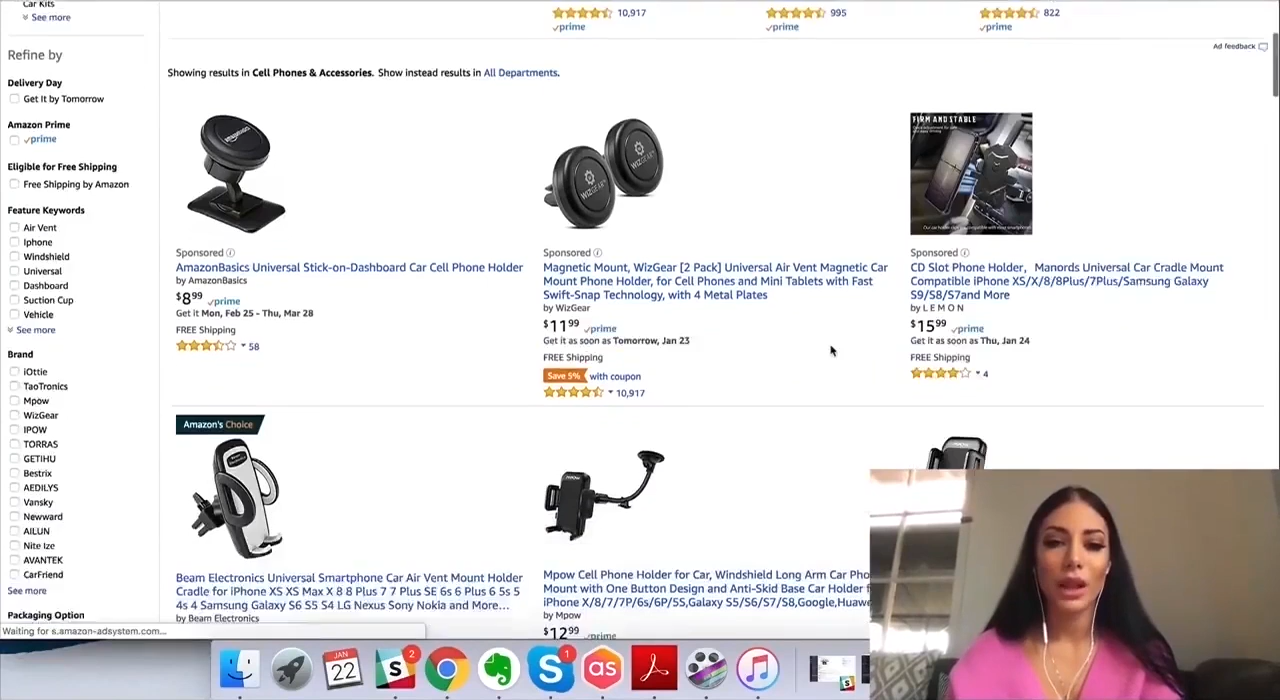 Car Kits
See more
10,917
995
822
prime
prime
prime
Ad feedback
Refine by
Delivery Day
Get It by Tomorrow
Amazon Prime
prime
Eligible for Free Shipping
Free Shipping by Amazon
Feature Keywords
Air Vent
Iphone
Windshield
Universal
Dashboard
Suction Cup
Vehicle
See more
Brand
iOttie
TaoTronics
Mpow
WizGear
IPOW
TORRAS
GETIHU
Bestrix
AEDILYS
Vansky
Newward
AILUN
Nite Ize
AVANTEK
CarFriend
See more
Packaging Option
Waiting for s.amazon-adsystem.com...
Showing results in Cell Phones & Accessories. Show instead results in All Departments.
Sponsored
AmazonBasics Universal Stick-on-Dashboard Car Cell Phone Holder
by AmazonBasics
$8.99 prime
Get it Mon, Feb 25 - Thu, Mar 28
FREE Shipping
58
WIZGEAR
WIZGEAR
Sponsored
Magnetic Mount, WizGear [2 Pack] Universal Air Vent Magnetic Car
Mount Phone Holder, for Cell Phones and Mini Tablets with Fast
Swift-Snap Technology, with 4 Metal Plates
by WizGear
$11.99 prime
Get it as soon as Tomorrow, Jan 23
FREE Shipping
Save 5% with coupon
10,917
FIRM AND STABLE
Sponsored
CD Slot Phone Holder, Manords Universal Car Cradle Mount
Compatible iPhone XS/X/8/8Plus/7Plus/Samsung Galaxy
S9/S8/S7and More
by L E M O N
$15.99 prime
Get it as soon as Thu, Jan 24
FREE Shipping
4
Amazon's Choice
Beam Electronics Universal Smartphone Car Air Vent Mount Holder
Cradle for iPhone XS XS Max X 8 8 Plus 7 7 Plus SE 6s 6 Plus 6 5s 5
4s 4 Samsung Galaxy S6 S5 S4 LG Nexus Sony Nokia and More...
by Beam Electronics
Mpow Cell Phone Holder for Car, Windshield Long Arm Car Pho
Mount with One Button Design and Anti-Skid Base Car Holder f
iPhone X/8/7/7P/6s/6P/5S,Galaxy S5/S6/S7/S8,Google,Huaw
by Mpow
$12.99 prime
JAN
22
S
2
S
1
as